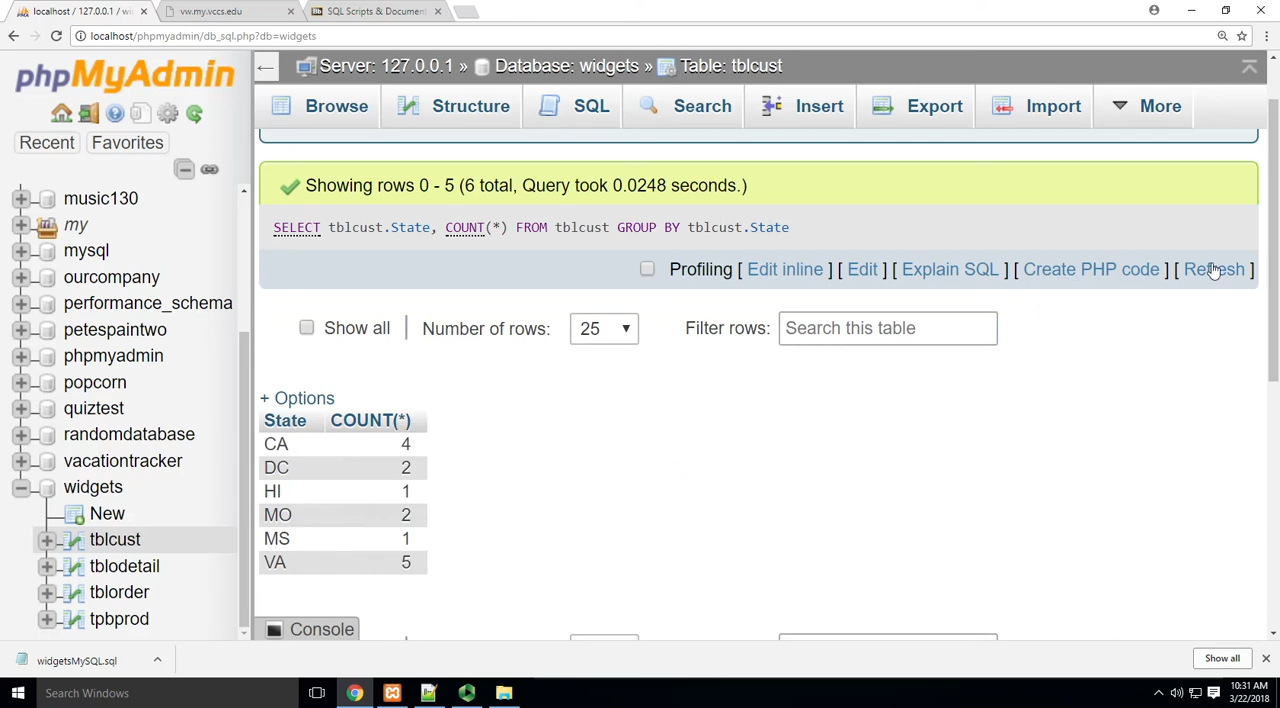 localhost / 127.0.0.1 / w
vw.my.vccs.edu
SQL Scripts & Document
localhost/phpmyadmin/db_sql.php?db=widgets
phpMyAdmin
Server: 127.0.0.1 » Database: widgets » Table: tblcust
Browse Structure SQL Search Insert Export Import More
Recent Favorites
music130
my
mysql
ourcompany
performance_schema
petespaintwo
phpmyadmin
popcorn
quiztest
randomdatabase
vacationtracker
widgets
New
tblcust
tblodetail
tblorder
tpbprod
Showing rows 0 - 5 (6 total, Query took 0.0248 seconds.)
SELECT tblcust.State, COUNT(*) FROM tblcust GROUP BY tblcust.State
Profiling [ Edit inline ] [ Edit ] [ Explain SQL ] [ Create PHP code ] [ Refresh ]
Show all | Number of rows: 25 Filter rows: Search this table
+ Options
State COUNT(*)
CA 4
DC 2
HI 1
MO 2
MS 1
VA 5
Console
widgetsMySQL.sql
Show all
Search Windows
10:31 AM
3/22/2018